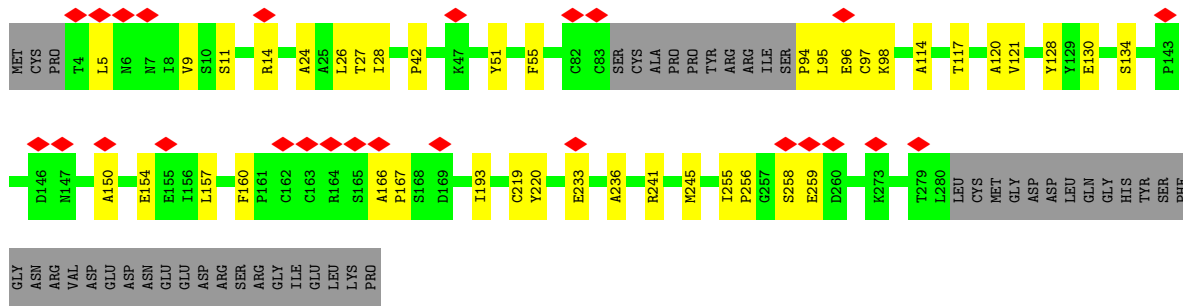 MET CYS PRO T4 L5 N6 N7 I8 V9 S10 S11 R14 A24 A25 L26 T27 I28 P42 K47 Y51 F55 C82 C83 SER CYS ALA PRO PRO TYR ARG ARG ILE SER P94 L95 E96 C97 K98 A114 T117 A120 V121 Y128 Y129 E130 S134 P143
D146 N147 A150 E154 E155 I156 L157 F160 P161 C162 C163 R164 S165 A166 P167 S168 D169 I193 C219 Y220 E233 A236 R241 M245 I255 P256 G257 S258 E259 D260 K273 T279 L280 LEU CYS MET GLY ASP ASP LEU GLN GLY HIS TYR SER PHE
GLY ASN ARG VAL ASP GLU ASP ASN GLU GLU ASP ARG SER ARG GLY ILE GLU LEU LYS PRO